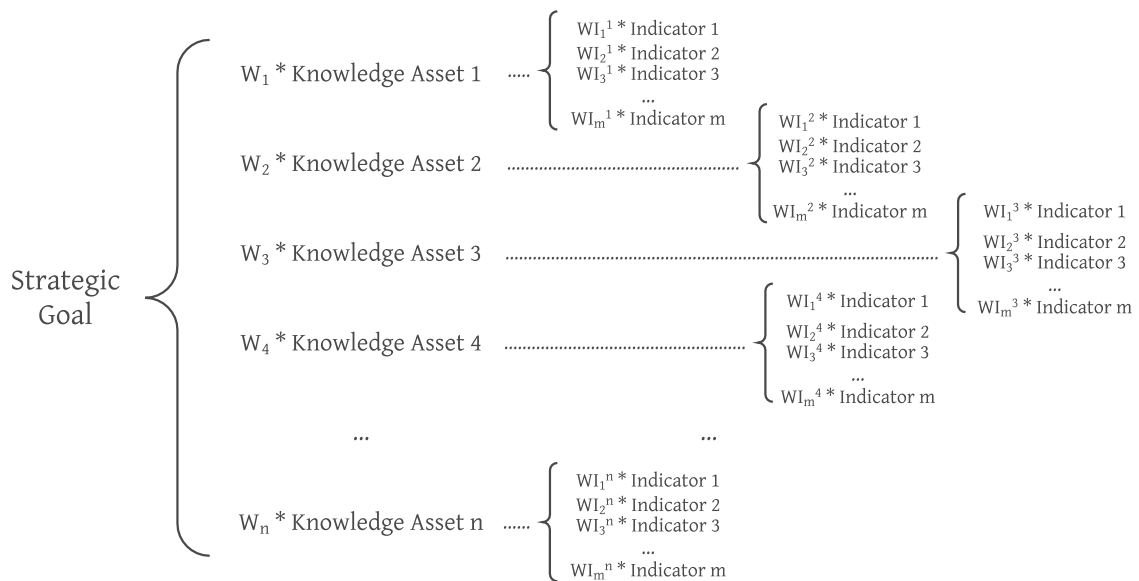 Strategic
Goal
W₁ * Knowledge Asset 1 .....
WI₁¹ * Indicator 1
WI₂¹ * Indicator 2
WI₃¹ * Indicator 3
...
WIₘ¹ * Indicator m
W₂ * Knowledge Asset 2 .....
WI₁² * Indicator 1
WI₂² * Indicator 2
WI₃² * Indicator 3
...
WIₘ² * Indicator m
W₃ * Knowledge Asset 3 .....
WI₁³ * Indicator 1
WI₂³ * Indicator 2
WI₃³ * Indicator 3
...
WIₘ³ * Indicator m
W₄ * Knowledge Asset 4 .....
WI₁⁴ * Indicator 1
WI₂⁴ * Indicator 2
WI₃⁴ * Indicator 3
...
WIₘ⁴ * Indicator m
... ...
Wₙ * Knowledge Asset n ......
WI₁ⁿ * Indicator 1
WI₂ⁿ * Indicator 2
WI₃ⁿ * Indicator 3
...
WIₘⁿ * Indicator m